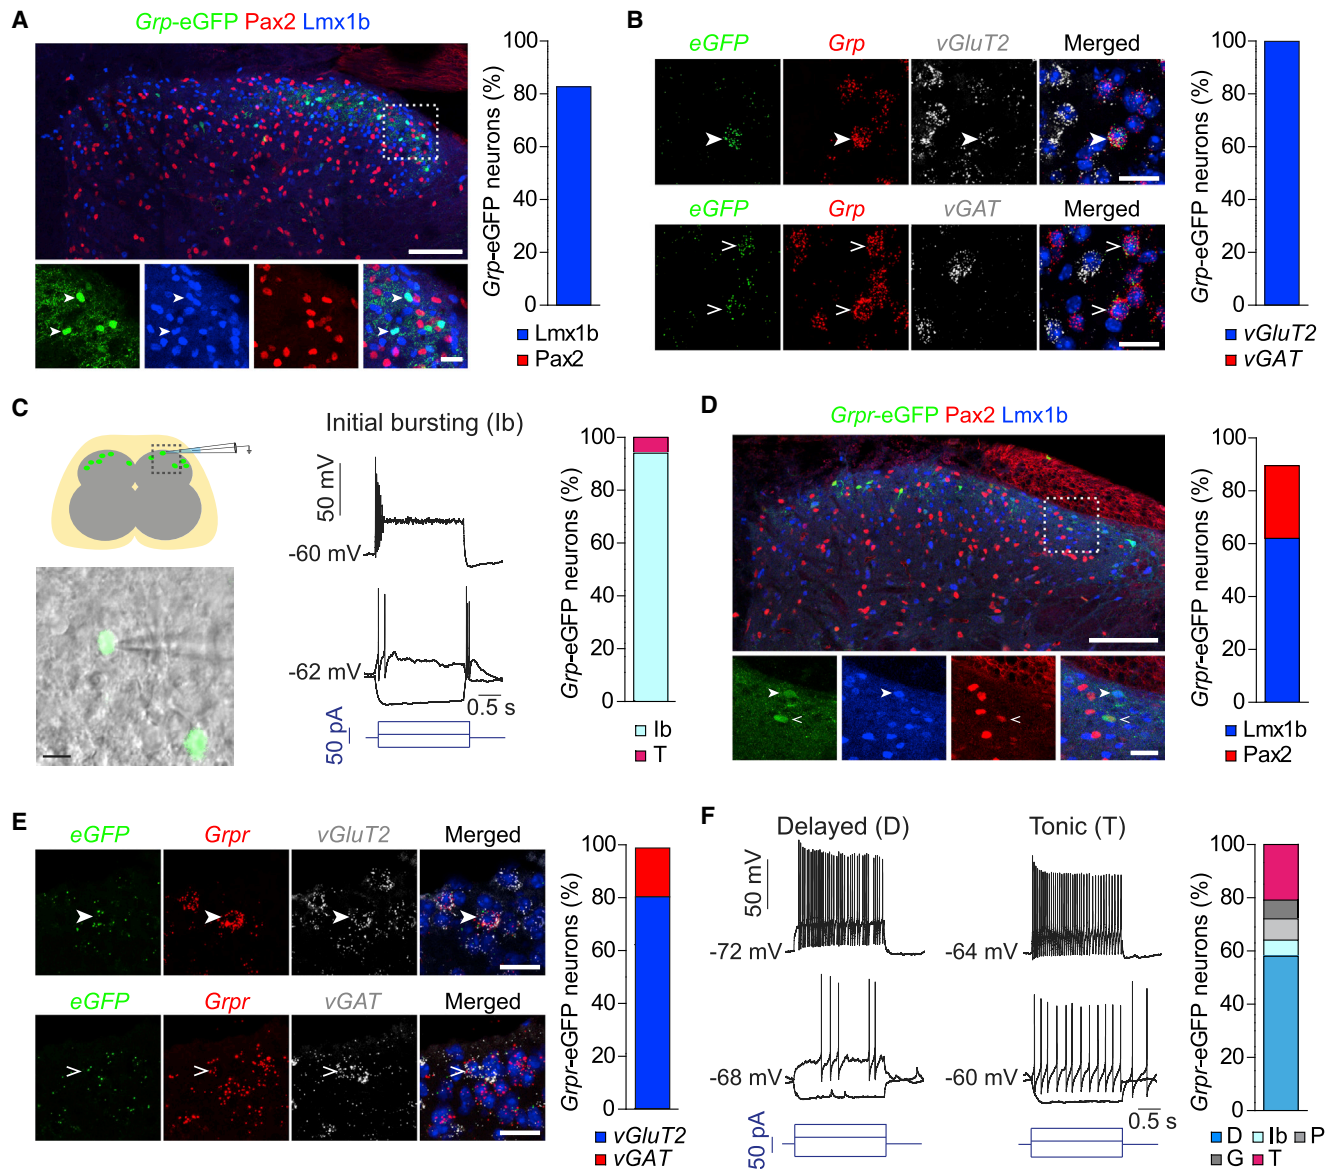 A
Grp-eGFP Pax2 Lmx1b
100
80
60
40
20
0
Grp-eGFP neurons (%)
Lmx1b
Pax2
B
eGFP Grp vGluT2 Merged
eGFP Grp vGAT Merged
100
80
60
40
20
0
Grp-eGFP neurons (%)
vGluT2
vGAT
C
Initial bursting (Ib)
50 mV
-60 mV
-62 mV
0.5 s
50 pA
100
80
60
40
20
0
Grp-eGFP neurons (%)
Ib
T
D
Grpr-eGFP Pax2 Lmx1b
100
80
60
40
20
0
Grpr-eGFP neurons (%)
Lmx1b
Pax2
E
eGFP Grpr vGluT2 Merged
eGFP Grpr vGAT Merged
100
80
60
40
20
0
Grpr-eGFP neurons (%)
vGluT2
vGAT
F
Delayed (D) Tonic (T)
50 mV
-72 mV -64 mV
-68 mV -60 mV
0.5 s
50 pA
100
80
60
40
20
0
Grpr-eGFP neurons (%)
D Ib P
G T